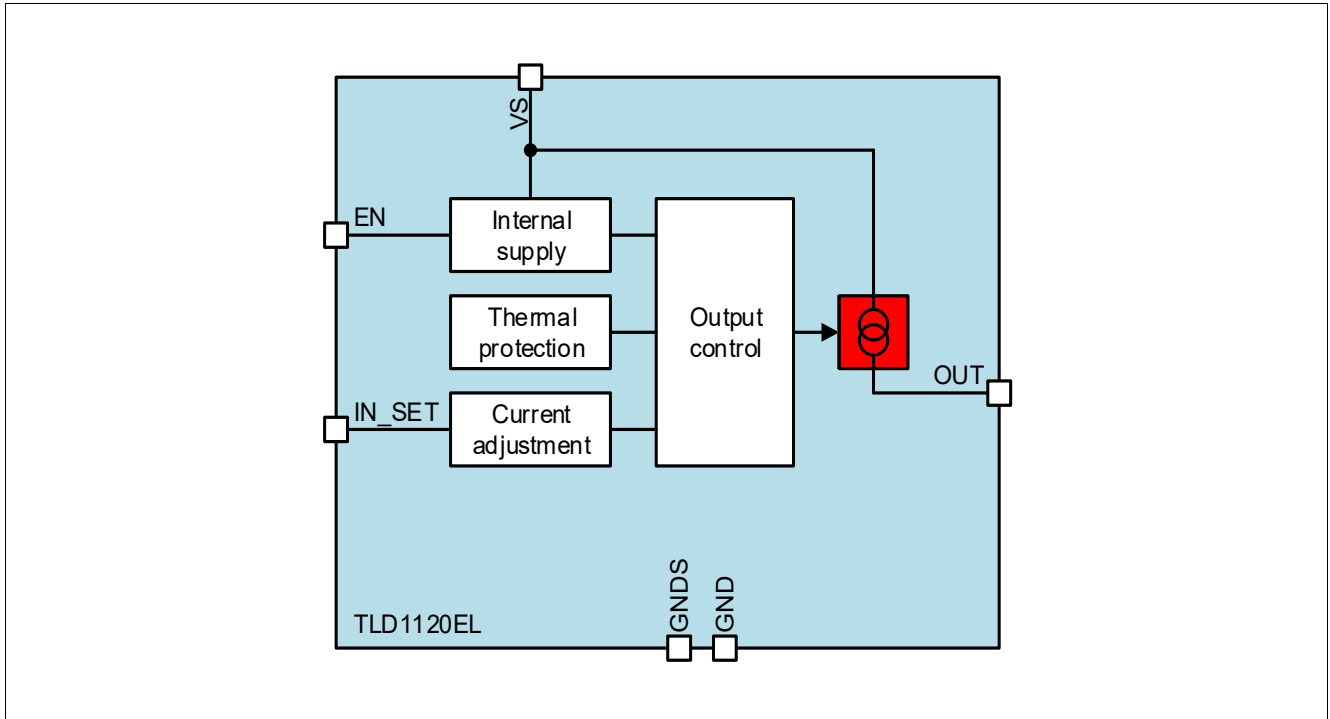 VS
EN
Internal
supply
Thermal
protection
Output
control
OUT
IN_SET
Current
adjustment
GNDS
GND
TLD1120EL